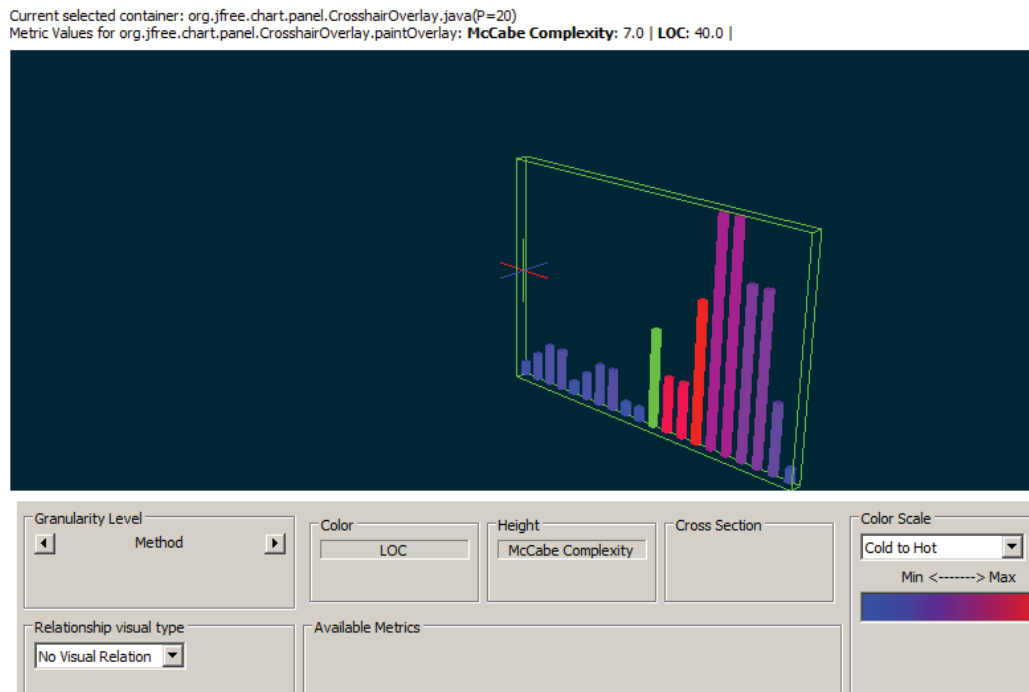 Current selected container: org.jfree.chart.panel.CrosshairOverlay.java(P=20)
Metric Values for org.jfree.chart.panel.CrosshairOverlay.paintOverlay: McCabe Complexity: 7.0 | LOC: 40.0 |
Granularity Level
Method
Color
LOC
Height
McCabe Complexity
Cross Section
Color Scale
Cold to Hot
Min <-------> Max
Relationship visual type
No Visual Relation
Available Metrics